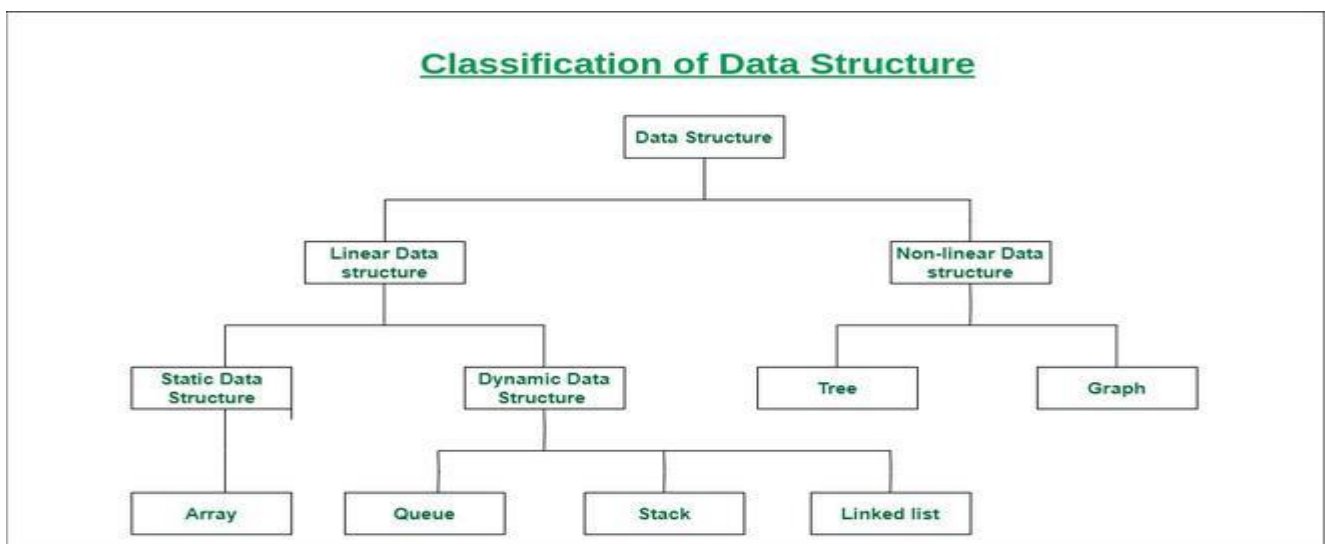 Classification of Data Structure
Data Structure
Linear Data
structure
Non-linear Data
structure
Static Data
Structure
Dynamic Data
Structure
Tree
Graph
Array
Queue
Stack
Linked list